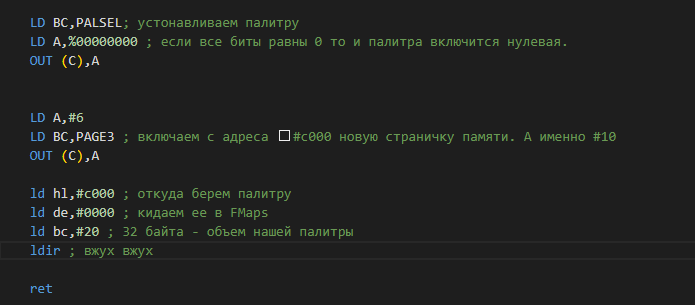 LD BC,PALSEL; устонавливаем палитру
LD A,%00000000 ; если все биты равны 0 то и палитра включится нулевая.
OUT (C),A
LD A,#6
LD BC,PAGE3 ; включаем с адреса #c000 новую страничку памяти. А именно #10
OUT (C),A
ld hl,#c000 ; откуда берем палитру
ld de,#0000 ; кидаем ее в FMaps
ld bc,#20 ; 32 байта - объем нашей палитры
ldir ; вжух вжух
ret